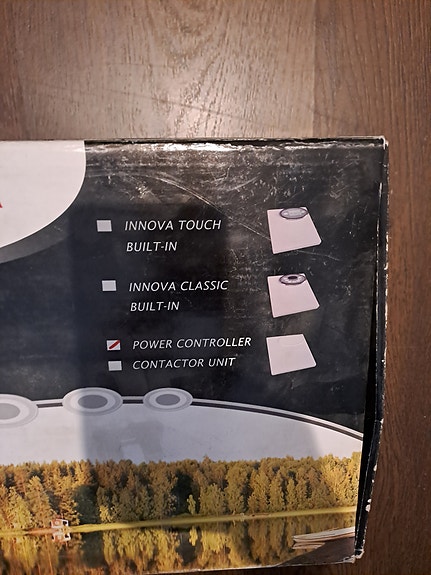 INNOVA TOUCH
BUILT-IN
INNOVA CLASSIC
BUILT-IN
POWER CONTROLLER
CONTACTOR UNIT